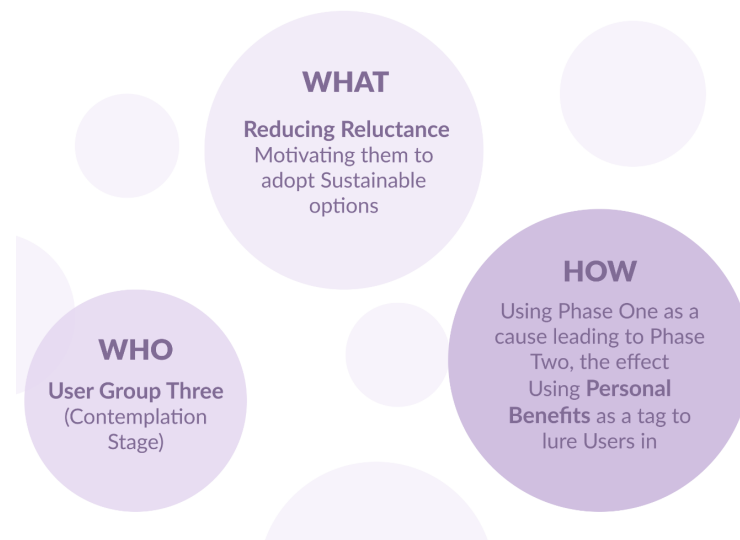 WHAT
Reducing Reluctance
Motivating them to
adopt Sustainable
options
HOW
Using Phase One as a
cause leading to Phase
Two, the effect
Using Personal
Benefits as a tag to
lure Users in
WHO
User Group Three
(Contemplation
Stage)